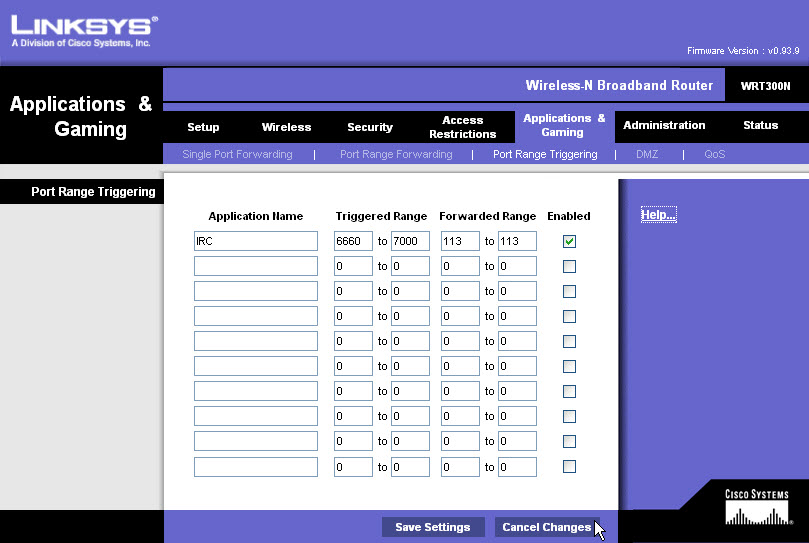 LINKSYS®
A Division of Cisco Systems, Inc.
Firmware Version : v0.93.9
Wireless-N Broadband Router
WRT300N
Applications & Gaming
Setup
Wireless
Security
Access Restrictions
Applications & Gaming
Administration
Status
Single Port Forwarding | Port Range Forwarding | Port Range Triggering | DMZ | QoS
Port Range Triggering
Help...
Application Name Triggered Range Forwarded Range Enabled
IRC 6660 to 7000 113 to 113
0 to 0 0 to 0
0 to 0 0 to 0
0 to 0 0 to 0
0 to 0 0 to 0
0 to 0 0 to 0
0 to 0 0 to 0
0 to 0 0 to 0
0 to 0 0 to 0
0 to 0 0 to 0
Save Settings
Cancel Changes
CISCO SYSTEMS
®